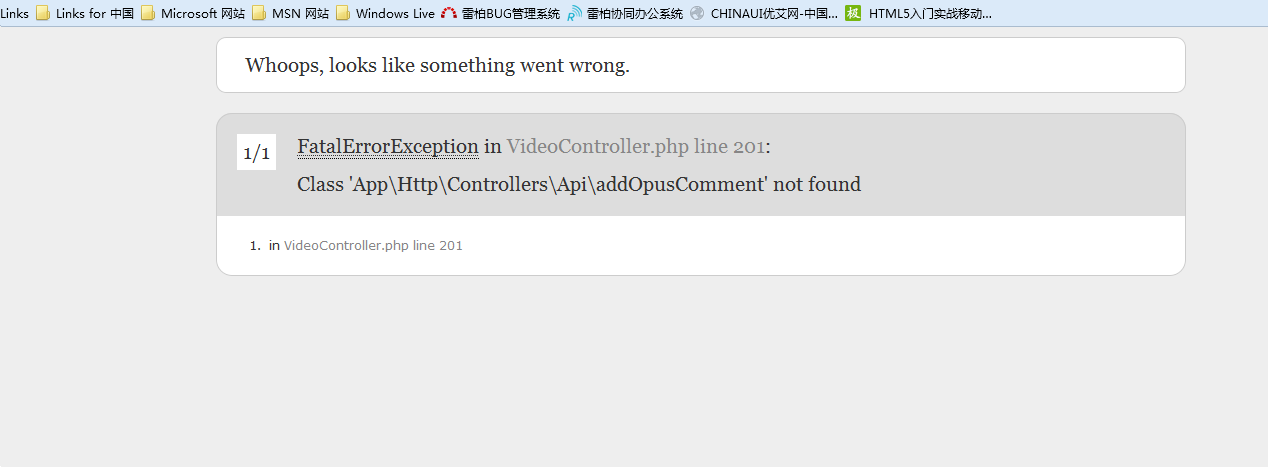 Links Links for 中国 Microsoft 网站 MSN 网站 Windows Live 雷柏BUG管理系统 雷柏协同办公系统 CHINAUI优艾网-中国... 极 HTML5入门实战移动...
Whoops, looks like something went wrong.
1/1 FatalErrorException in VideoController.php line 201:
Class 'App\Http\Controllers\Api\addOpusComment' not found
1. in VideoController.php line 201